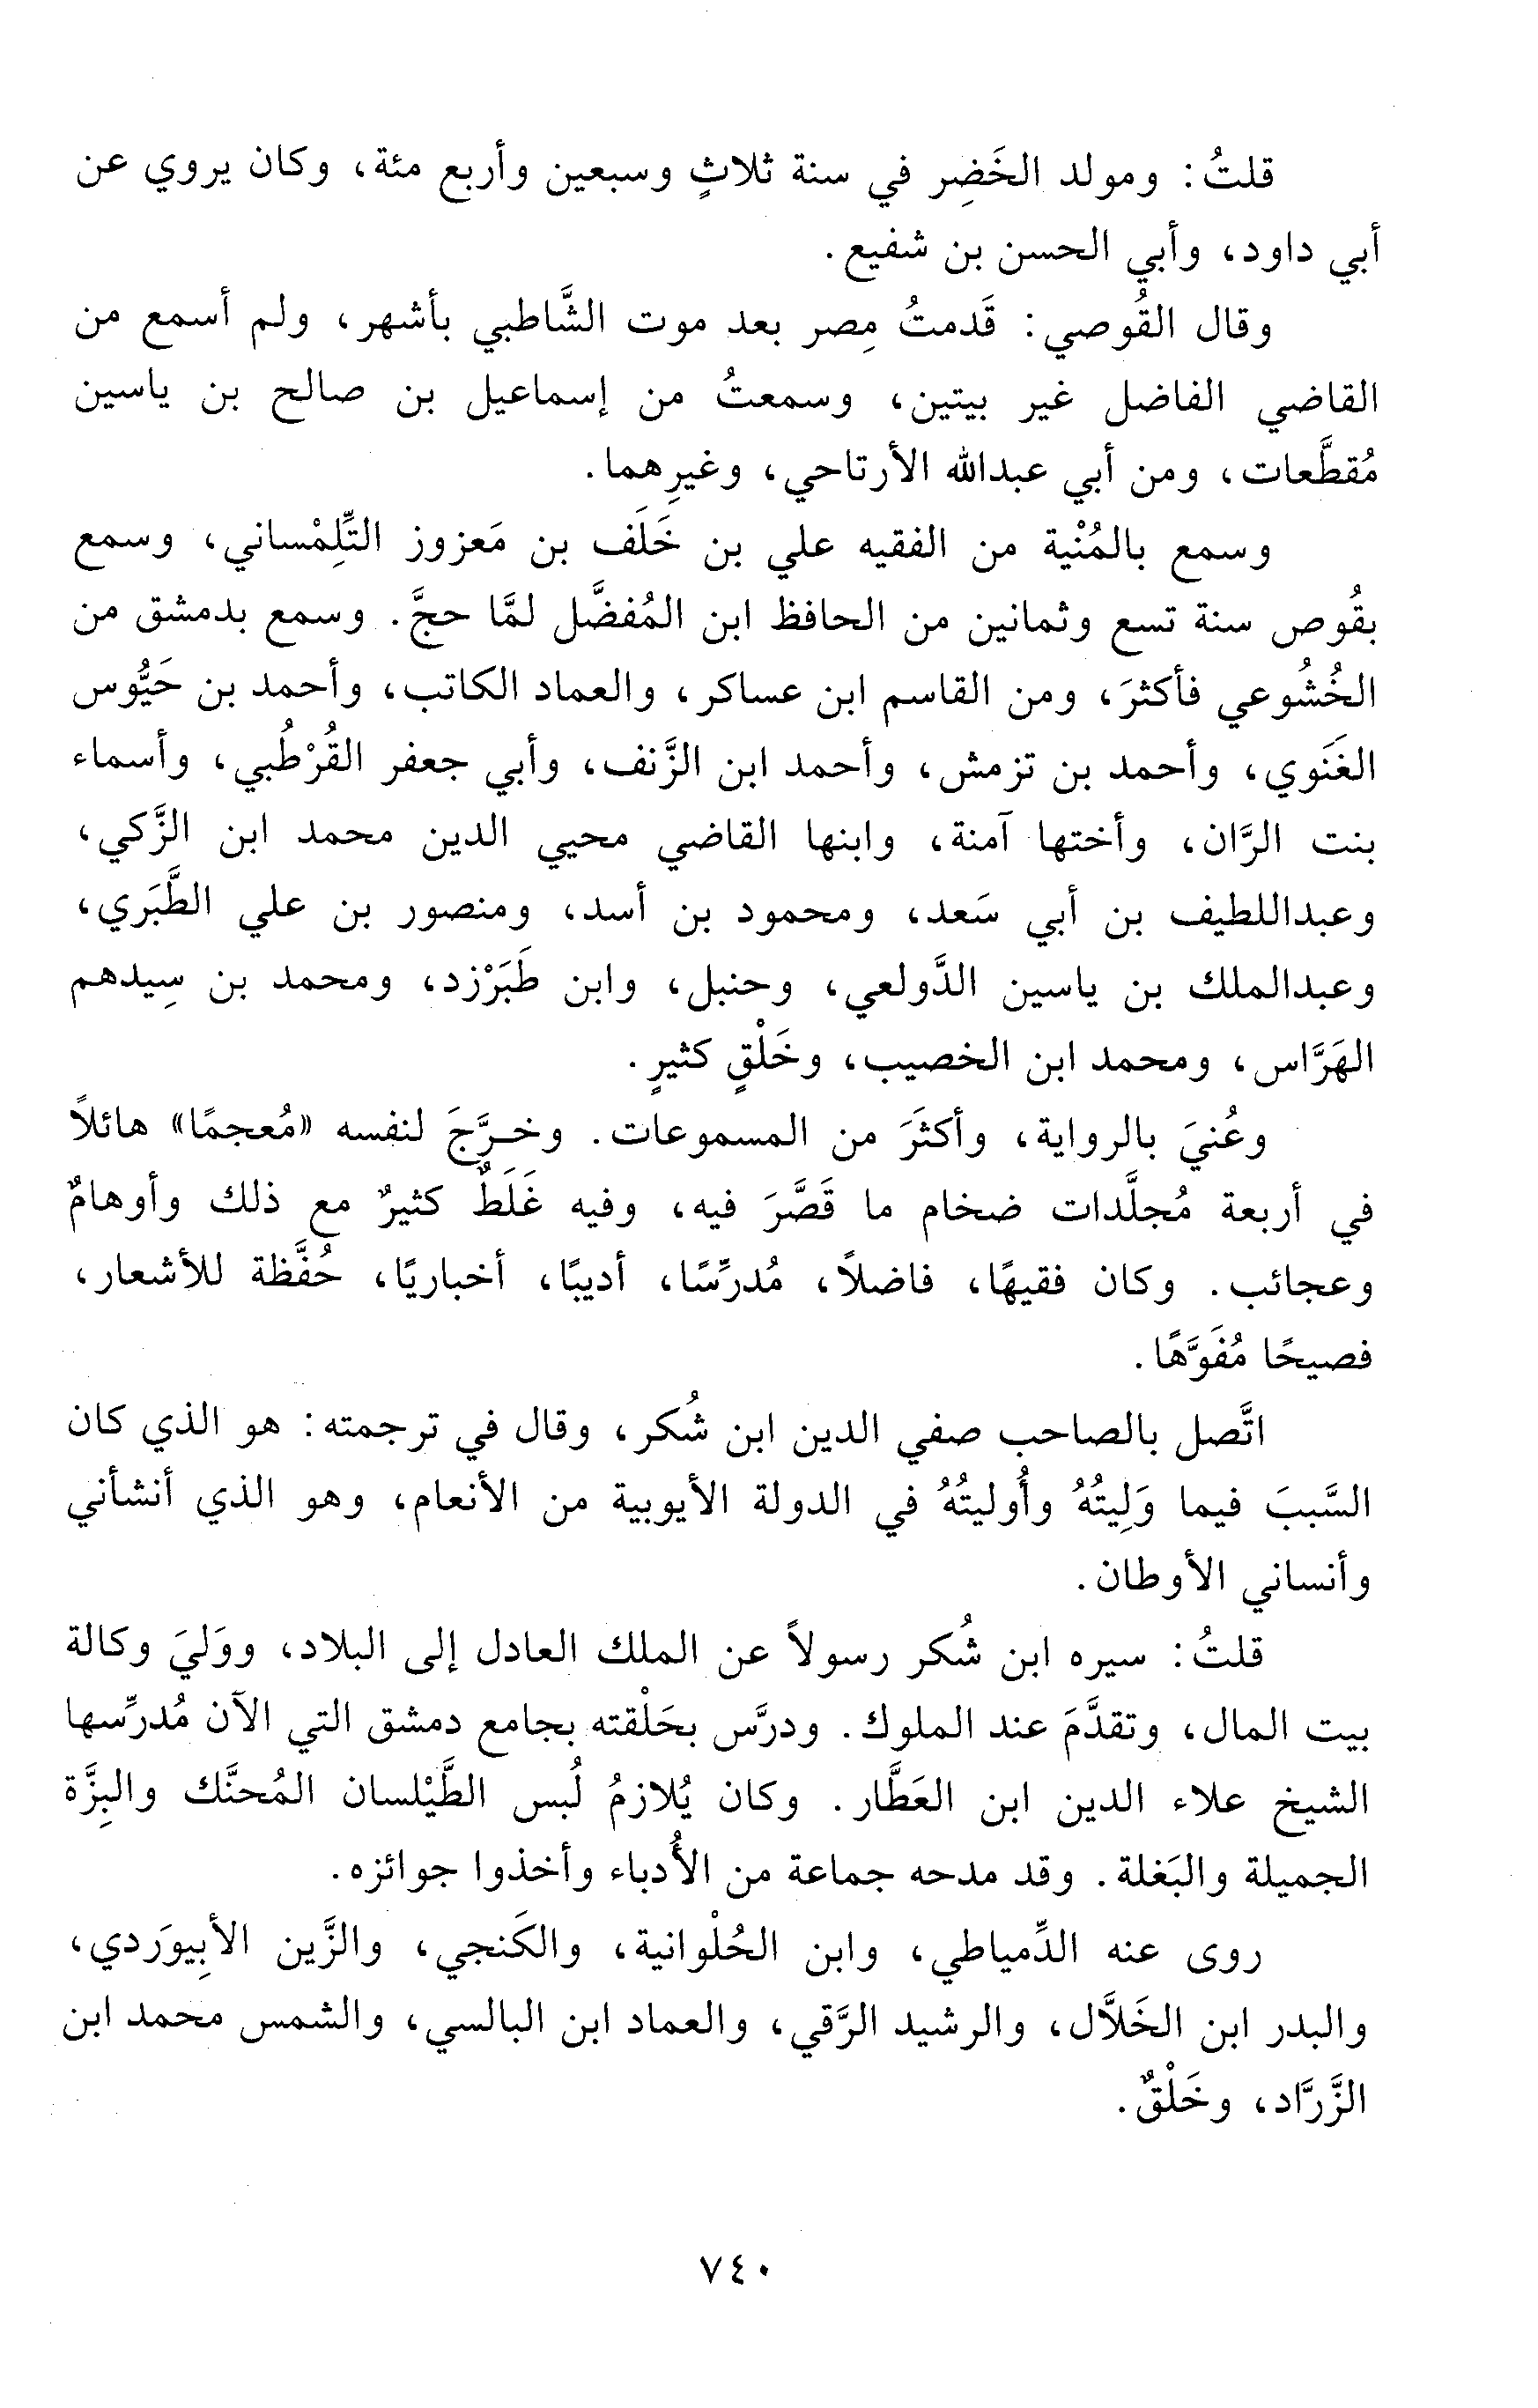 قلتُ: ومولد الخَضِر في سنة ثلاثٍ وسبعين وأربع مئة، وكان يروي عن
أبي داود، وأبي الحسن بن شفيع.
وقال القُوصي: قَدمتُ مِصر بعد موت الشَّاطبي بأشهر، ولم أسمع من
القاضي الفاضل غير بيتين، وسمعتُ من إسماعيل بن صالح بن ياسين
مُقطَّعات، ومن أبي عبدالله الأرتاحي، وغيرِهما.
وسمع بالمُنْية من الفقيه علي بن خَلَف بن مَعزوز التِّلِمْساني، وسمع
بقُوص سنة تسع وثمانين من الحافظ ابن المُفضَّل لمَّا حجَّ. وسمع بدمشق من
الخُشُوعي فأكثرَ، ومن القاسم ابن عساكر، والعماد الكاتب، وأحمد بن حَيُّوس
الغَنَوي، وأحمد بن تزمش، وأحمد ابن الزَّنف، وأبي جعفر القُرْطُبي، وأسماء
بنت الرَّان، وأختها آمنة، وابنها القاضي محيي الدين محمد ابن الزَّكي،
وعبداللطيف بن أبي سَعد، ومحمود بن أسد، ومنصور بن علي الطَّبَري،
وعبدالملك بن ياسين الدَّولعي، وحنبل، وابن طَبَرْزد، ومحمد بن سِيدهم
الهَرَّاس، ومحمد ابن الخصيب، وخَلْقٍ كثيرٍ.
وعُنيَ بالرواية، وأكثَرَ من المسموعات. وخـرَّجَ لنفسه «مُعجمًا» هائلاً
في أربعة مُجلَّدات ضخام ما قَصَّرَ فيه، وفيه غَلَطٌ كثيرٌ مع ذلك وأوهامٌ
وعجائب. وكان فقيهًا، فاضلاً، مُدرِّسًا، أديبًا، أخباريًا، حُفَّظة للأشعار،
فصيحًا مُفَوَّهًا.
اتَّصل بالصاحب صفي الدين ابن شُكر، وقال في ترجمته: هو الذي كان
السَّببَ فيما وَلِيتُهُ وأُوليتُهُ في الدولة الأيوبية من الأنعام، وهو الذي أنشأني
وأنساني الأوطان.
قلتُ: سيره ابن شُكر رسولاً عن الملك العادل إلى البلاد، ووَليَ وكالة
بيت المال، وتقدَّمَ عند الملوك. ودرَّس بحَلْقته بجامع دمشق التي الآن مُدرِّسها
الشيخ علاء الدين ابن العَطَّار. وكان يُلازمُ لُبس الطَّيْلسان المُحنَّك والبِزَّة
الجميلة والبَغلة. وقد مدحه جماعة من الأُدباء وأخذوا جوائزه.
روى عنه الدِّمياطي، وابن الحُلْوانية، والكَنجي، والزَّين الأبِيوَردي،
والبدر ابن الخَلاَّل، والرشيد الرَّقي، والعماد ابن البالسي، والشمس محمد ابن
الزَّرَّاد، وخَلْقٌ.
٧٤٠